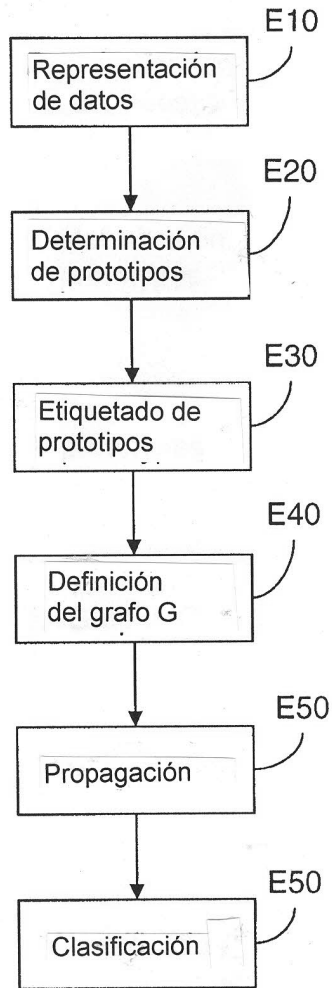 E10
Representación
de datos
E20
Determinación
de prototipos
E30
Etiquetado de
prototipos
E40
Definición
del grafo G
E50
Propagación
E50
Clasificación